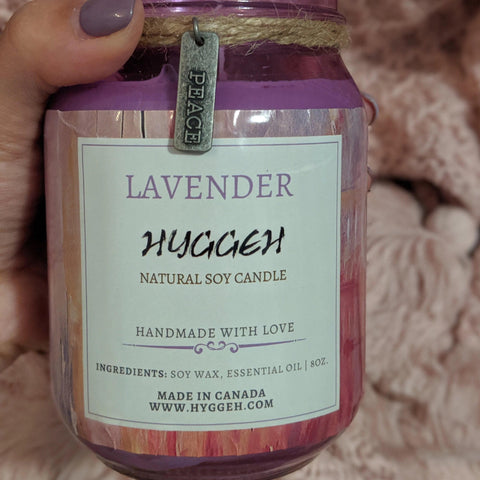 PEACE
LAVENDER
HYGGEH
NATURAL SOY CANDLE
HANDMADE WITH LOVE
INGREDIENTS: SOY WAX, ESSENTIAL OIL | 8OZ.
MADE IN CANADA
WWW.HYGGEH.COM